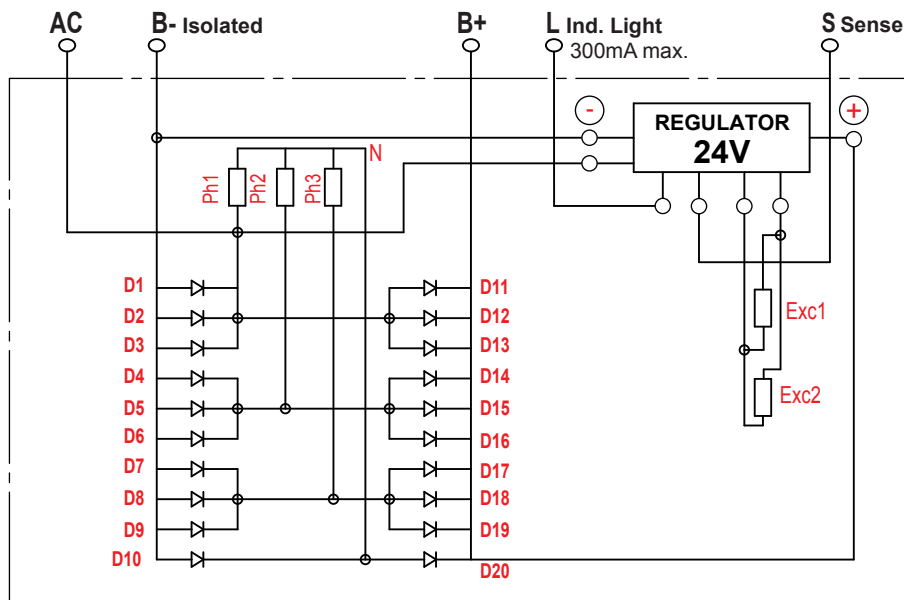 AC
B- Isolated
B+
L Ind. Light
300mA max.
S Sense
-
REGULATOR
24V
+
N
Ph1
Ph2
Ph3
D1
D11
D2
D12
D3
D13
D4
D14
D5
D15
D6
D16
D7
D17
D8
D18
D9
D19
D10
D20
Exc1
Exc2